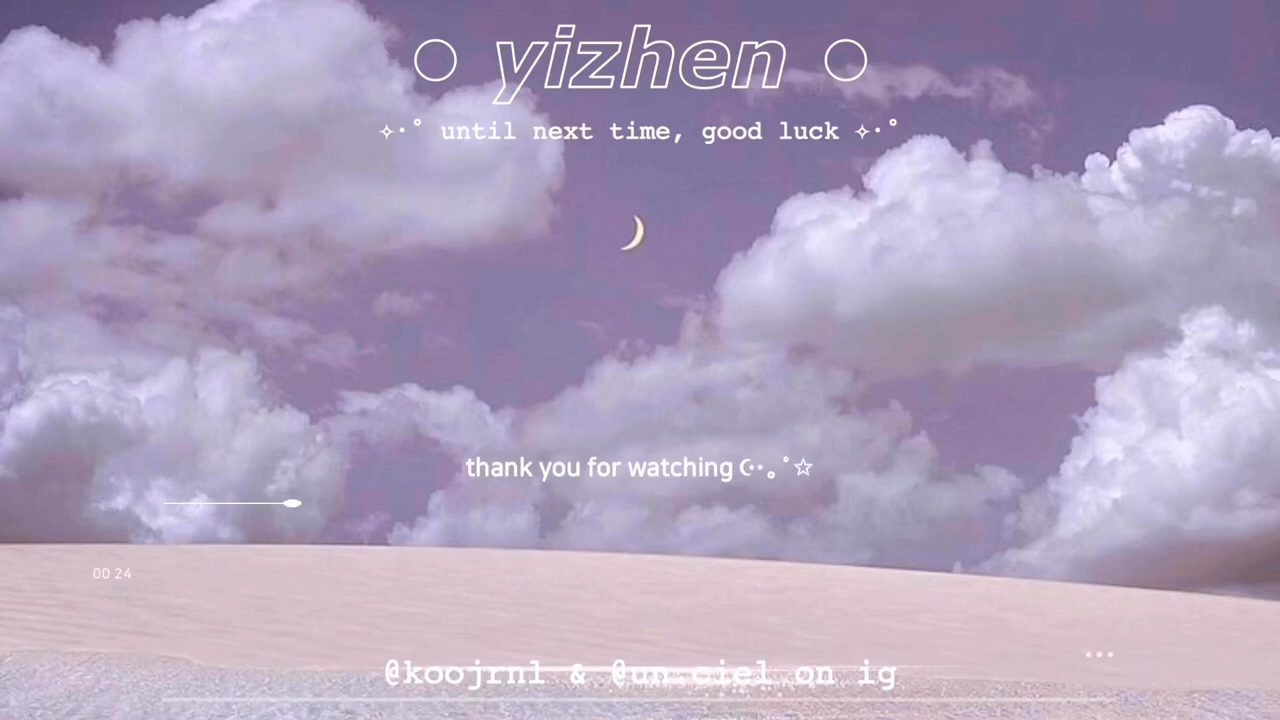 ○ yizhen ○
✧･ﾟ until next time, good luck ✧･ﾟ
thank you for watching ☪･｡ﾟ☆
00 24
@koojrnl & @un.ciel on ig